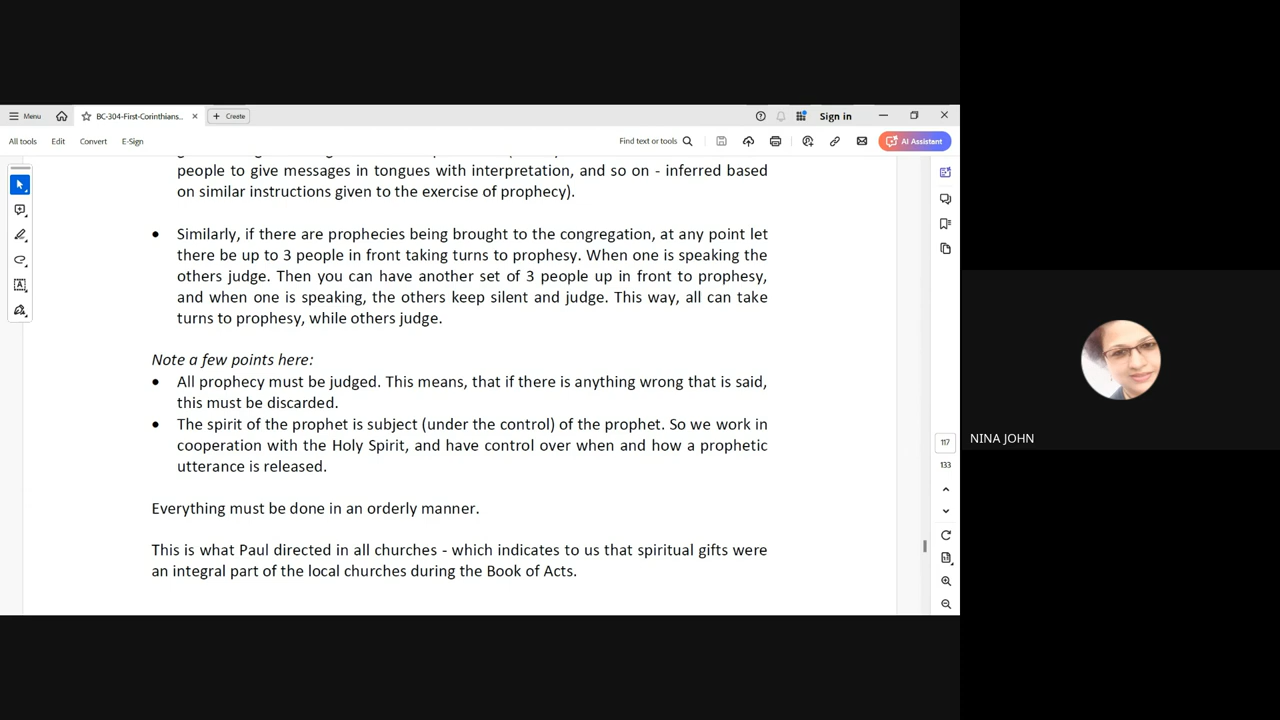 Menu
BC-304-First-Corinthians...
Create
Sign in
All tools
Edit
Convert
E-Sign
Find text or tools
AI Assistant
people to give messages in tongues with interpretation, and so on - inferred based
on similar instructions given to the exercise of prophecy).
• Similarly, if there are prophecies being brought to the congregation, at any point let
there be up to 3 people in front taking turns to prophesy. When one is speaking the
others judge. Then you can have another set of 3 people up in front to prophesy,
and when one is speaking, the others keep silent and judge. This way, all can take
turns to prophesy, while others judge.
Note a few points here:
• All prophecy must be judged. This means, that if there is anything wrong that is said,
this must be discarded.
• The spirit of the prophet is subject (under the control) of the prophet. So we work in
cooperation with the Holy Spirit, and have control over when and how a prophetic
utterance is released.
Everything must be done in an orderly manner.
This is what Paul directed in all churches - which indicates to us that spiritual gifts were
an integral part of the local churches during the Book of Acts.
117
133
NINA JOHN